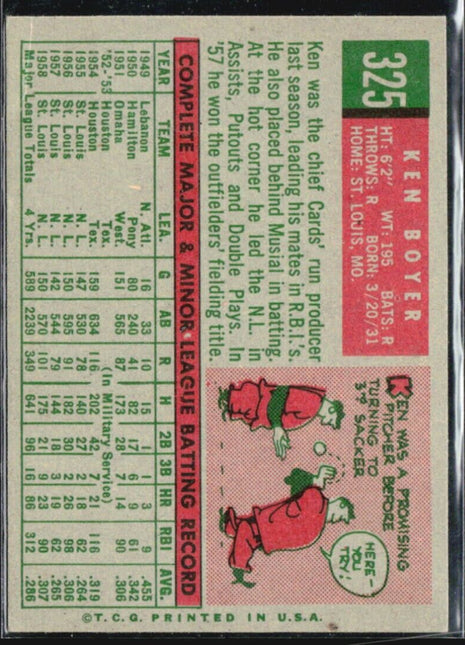 325
KEN BOYER
HT: 6'2" WT: 195 BATS: R
THROWS: R BORN: 3/20/31
HOME: ST. LOUIS, MO.
Ken was the chief Cards' run producer
last season, leading his mates in R.B.I.'s.
He also placed behind Musial in batting.
At the hot corner he led the N.L. in
Assists, Putouts and Double Plays. In
'57 he won the outfielders' fielding title.
KEN WAS A PROMISING
PITCHER BEFORE
TURNING TO
3RD SACKER
HERE-
YOU
TRY!
COMPLETE MAJOR & MINOR LEAGUE BATTING RECORD
YEAR TEAM LEA. G AB R H 2B 3B HR RBI AVG.
1949 Lebanon N. Atl. 16 33 10 15 1 1 3 9 .455
1950 Hamilton Pony 80 240 41 82 17 1 6 61 .342
1951 Omaha West. 151 565 87 173 28 7 14 90 .306
'52-'53 Houston Tex. (In Military Service)
1954 Houston Tex. 159 634 116 202 42 7 21 116 .319
1955 St. Louis N. L. 147 530 78 140 27 2 18 62 .264
1956 St. Louis N. L. 150 595 91 182 30 2 26 98 .306
1957 St. Louis N. L. 142 544 79 144 18 3 19 62 .265
1958 St. Louis N. L. 150 570 101 175 21 9 23 90 .307
Major League Totals 4 Yrs. 589 2239 349 641 96 16 86 312 .286
©T.C.G. PRINTED IN U.S.A.